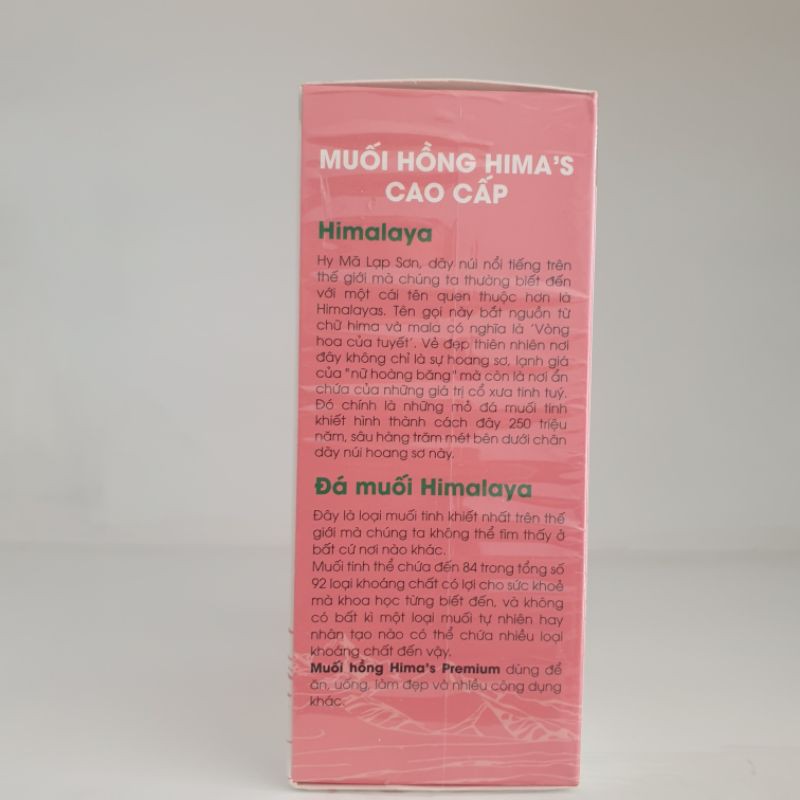 MUỐI HỒNG HIMA'S
CAO CẤP
Himalaya
Hy Mã Lạp Sơn, dãy núi nổi tiếng trên
thế giới mà chúng ta thường biết đến
với một cái tên quen thuộc hơn là
Himalayas. Tên gọi này bắt nguồn từ
chữ hima và mala có nghĩa là 'Vòng
hoa của tuyết'. Vẻ đẹp thiên nhiên nơi
đây không chỉ là sự hoang sơ, lạnh giá
của "nữ hoàng băng" mà còn là nơi ẩn
chứa của những giá trị cổ xưa tinh tuý.
Đó chính là những mỏ đá muối tinh
khiết hình thành cách đây 250 triệu
năm, sâu hàng trăm mét bên dưới chân
dãy núi hoang sơ này.
Đá muối Himalaya
Đây là loại muối tinh khiết nhất trên thế
giới mà chúng ta không thể tìm thấy ở
bất cứ nơi nào khác.
Muối tinh thể chứa đến 84 trong tổng số
92 loại khoáng chất có lợi cho sức khoẻ
mà khoa học từng biết đến, và không
có bất kì một loại muối tự nhiên hay
nhân tạo nào có thể chứa nhiều loại
khoáng chất đến vậy.
Muối hồng Hima's Premium dùng để
ăn, uống, làm đẹp và nhiều công dụng
khác.